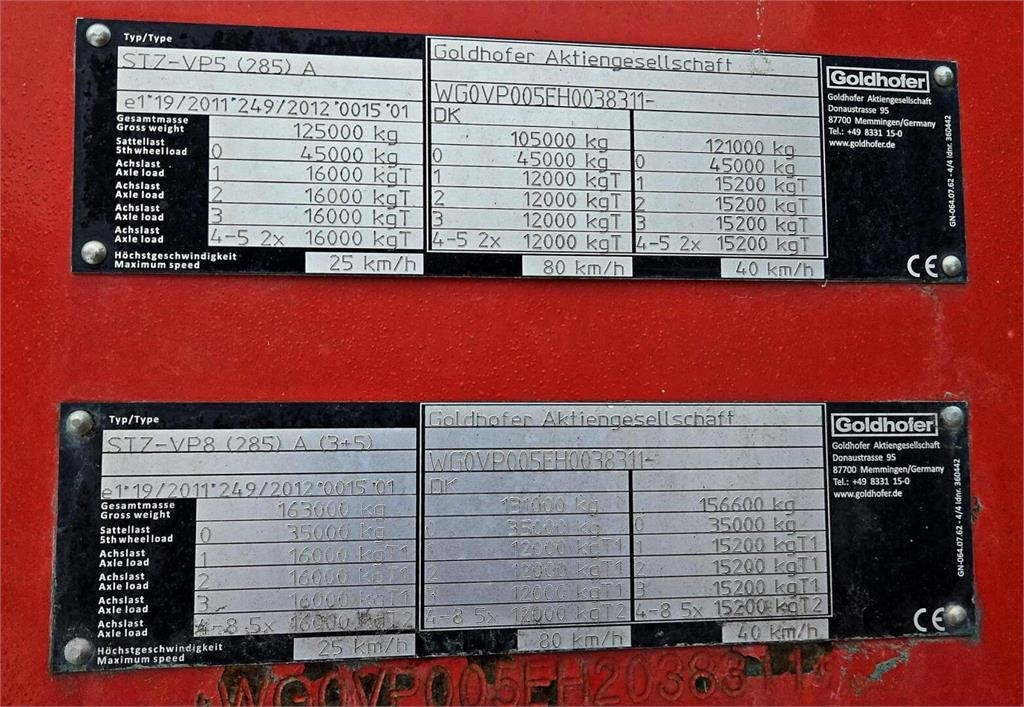 Typ/Type
STZ-VP5 (285) A
Goldhofer Aktiengesellschaft
e1*19/2011*249/2012*0015*01
WG0VP005EH0038311-
DK
Gesamtmasse
Gross weight 125000 kg 105000 kg 121000 kg
Sattellast
5th wheel load 0 45000 kg 0 45000 kg 0 45000 kg
Achslast
Axle load 1 16000 kgT 1 12000 kgT 1 15200 kgT
Achslast
Axle load 2 16000 kgT 2 12000 kgT 2 15200 kgT
Achslast
Axle load 3 16000 kgT 3 12000 kgT 3 15200 kgT
Achslast
Axle load 4-5 2x 16000 kgT 4-5 2x 12000 kgT 4-5 2x 15200 kgT
Höchstgeschwindigkeit
Maximum speed 25 km/h 80 km/h 40 km/h
Goldhofer
Goldhofer Aktiengesellschaft
Donaustrasse 95
87700 Memmingen/Germany
Tel.: +49 8331 15-0
www.goldhofer.de
GN-064.07.62 - 4/4 Idnr. 360442
CE
Typ/Type
STZ-VP8 (285) A (3+5)
Goldhofer Aktiengesellschaft
e1*19/2011*249/2012*0015*01
WG0VP005EH0038311-
DK
Gesamtmasse
Gross weight 163000 kg 131000 kg 156600 kg
Sattellast
5th wheel load 0 35000 kg 35000 kg 0 35000 kg
Achslast
Axle load 1 16000 kgT1 1 12000 kgT1 1 15200 kgT1
Achslast
Axle load 2 16000 kgT1 2 12000 kgT1 2 15200 kgT1
Achslast
Axle load 3 16000 kgT1 3 12000 kgT1 3 15200 kgT1
Achslast
Axle load 4-8 5x 16000 kgT2 4-8 5x 12000 kgT2 4-8 5x 15200 kgT2
Höchstgeschwindigkeit
Maximum speed 25 km/h 80 km/h 40 km/h
Goldhofer
Goldhofer Aktiengesellschaft
Donaustrasse 95
87700 Memmingen/Germany
Tel.: +49 8331 15-0
www.goldhofer.de
GN-064.07.62 - 4/4 Idnr. 360442
CE
WG0VP005EH2038311